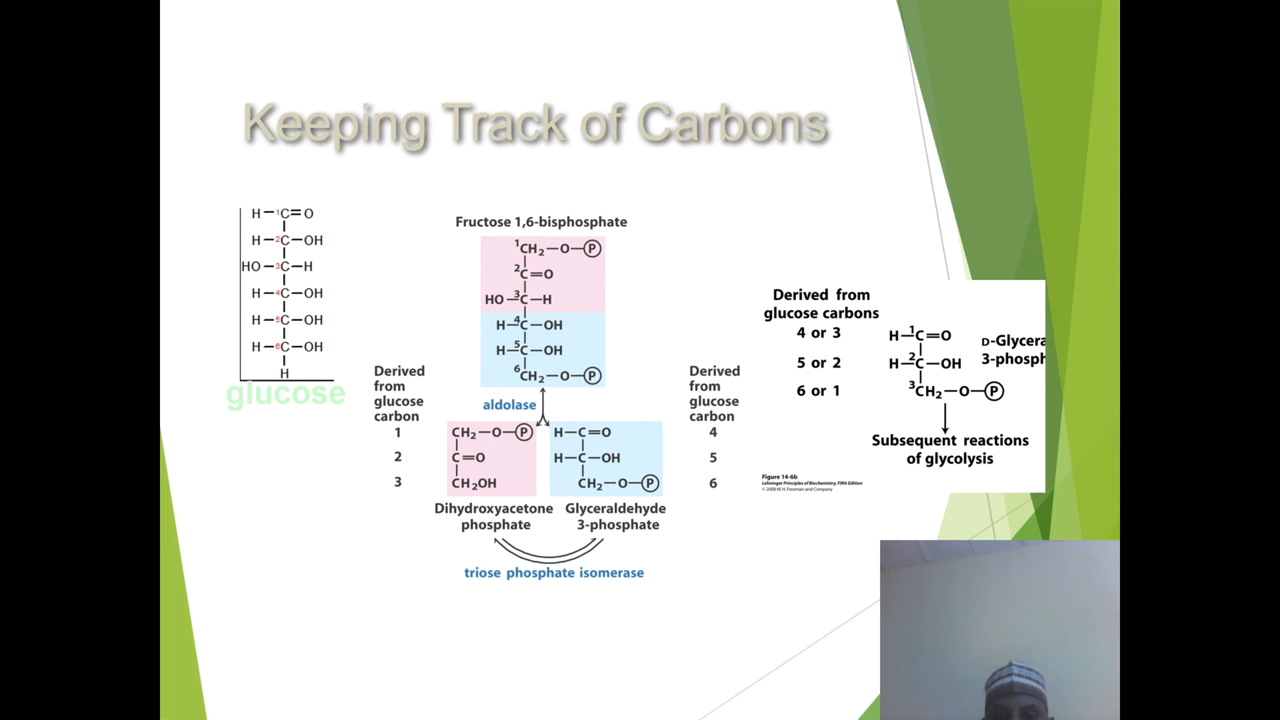 Keeping Track of Carbons
H—¹C=O
H—²C—OH
HO—³C—H
H—⁴C—OH
H—⁵C—OH
H—⁶C—OH
H
glucose
Fructose 1,6-bisphosphate
¹CH₂—O—Ⓟ
²C=O
HO—³C—H
H—⁴C—OH
H—⁵C—OH
⁶CH₂—O—Ⓟ
aldolase
Derived
from
glucose
carbon
1
2
3
CH₂—O—Ⓟ
C=O
CH₂OH
Dihydroxyacetone
phosphate
H—C=O
H—C—OH
CH₂—O—Ⓟ
Glyceraldehyde
3-phosphate
Derived
from
glucose
carbon
4
5
6
triose phosphate isomerase
Derived from
glucose carbons
4 or 3
5 or 2
6 or 1
H—¹C=O
H—²C—OH
³CH₂—O—Ⓟ
D-Glycera
3-phosph
Subsequent reactions
of glycolysis
Figure 14-6b
Lehninger Principles of Biochemistry, Fifth Edition
© 2008 W. H. Freeman and Company